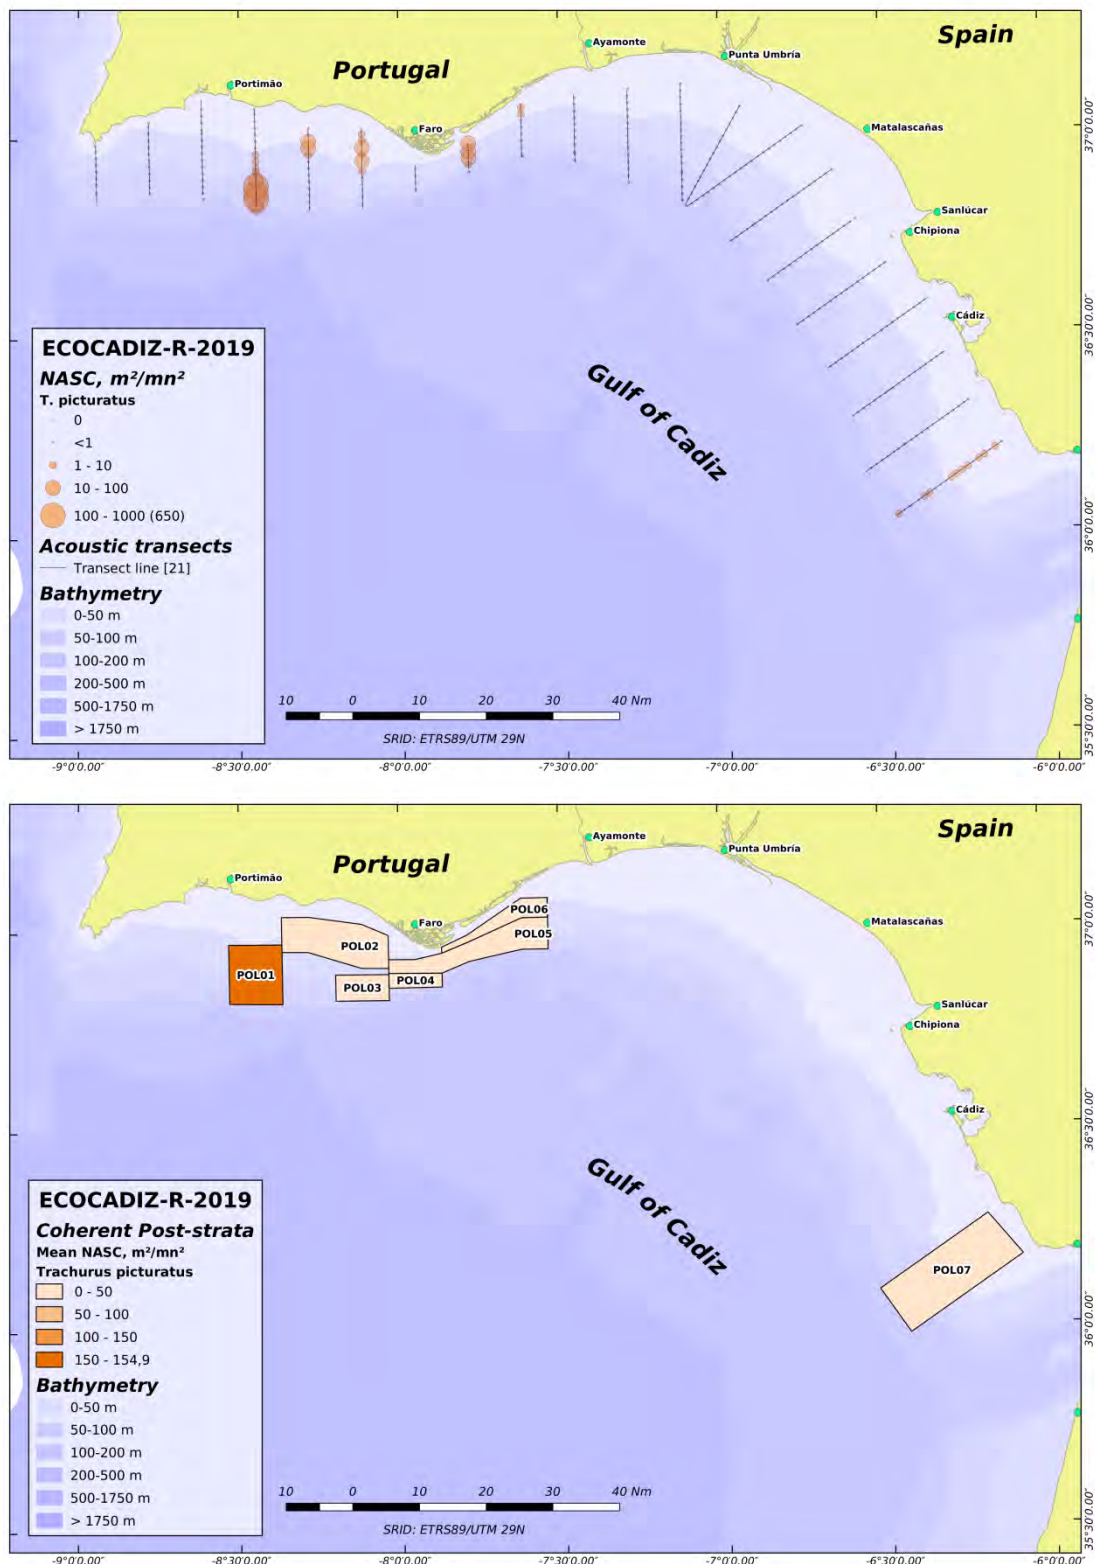 Spain
Portugal
Ayamonte
Punta Umbría
Portimão
Faro
Matalascañas
Sanlúcar
Chipiona
Cádiz
Gulf of Cadiz
37°0'0.00"
36°30'0.00"
36°0'0.00"
35°30'0.00"
ECOCADIZ-R-2019
NASC, m²/mn²
T. picturatus
0
<1
1 - 10
10 - 100
100 - 1000 (650)
Acoustic transects
Transect line [21]
Bathymetry
0-50 m
50-100 m
100-200 m
200-500 m
500-1750 m
> 1750 m
10 0 10 20 30 40 Nm
SRID: ETRS89/UTM 29N
-9°0'0.00" -8°30'0.00" -8°0'0.00" -7°30'0.00" -7°0'0.00" -6°30'0.00" -6°0'0.00"
Spain
Portugal
Ayamonte
Punta Umbría
Portimão
Faro
Matalascañas
Sanlúcar
Chipiona
Cádiz
POL06
POL05
POL02
POL01
POL04
POL03
POL07
Gulf of Cadiz
37°0'0.00"
36°30'0.00"
36°0'0.00"
35°30'0.00"
ECOCADIZ-R-2019
Coherent Post-strata
Mean NASC, m²/mn²
Trachurus picturatus
0 - 50
50 - 100
100 - 150
150 - 154,9
Bathymetry
0-50 m
50-100 m
100-200 m
200-500 m
500-1750 m
> 1750 m
10 0 10 20 30 40 Nm
SRID: ETRS89/UTM 29N
-9°0'0.00" -8°30'0.00" -8°0'0.00" -7°30'0.00" -7°0'0.00" -6°30'0.00" -6°0'0.00"